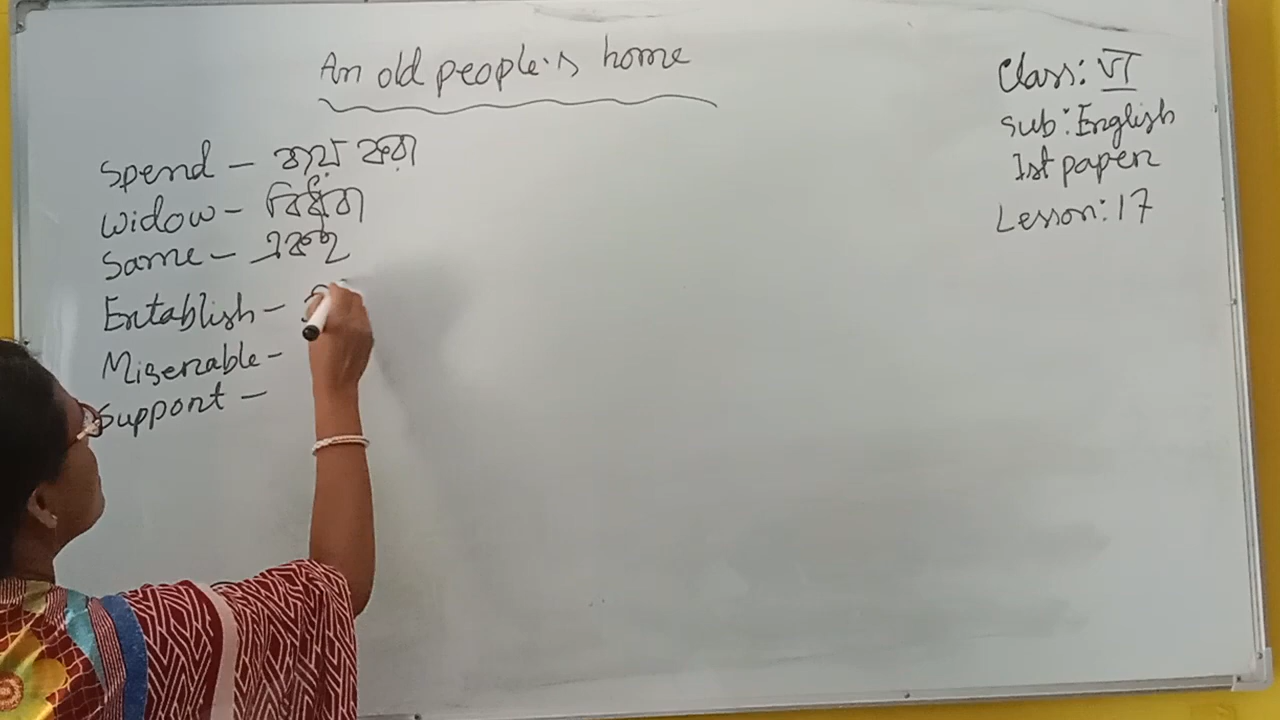 An old people's home
Class: VI
Sub: English
1st paper
Lesson: 17
Spend – ব্যয় করা
Widow – বিধবা
Same – একই
Establish –
Miserable –
Support –